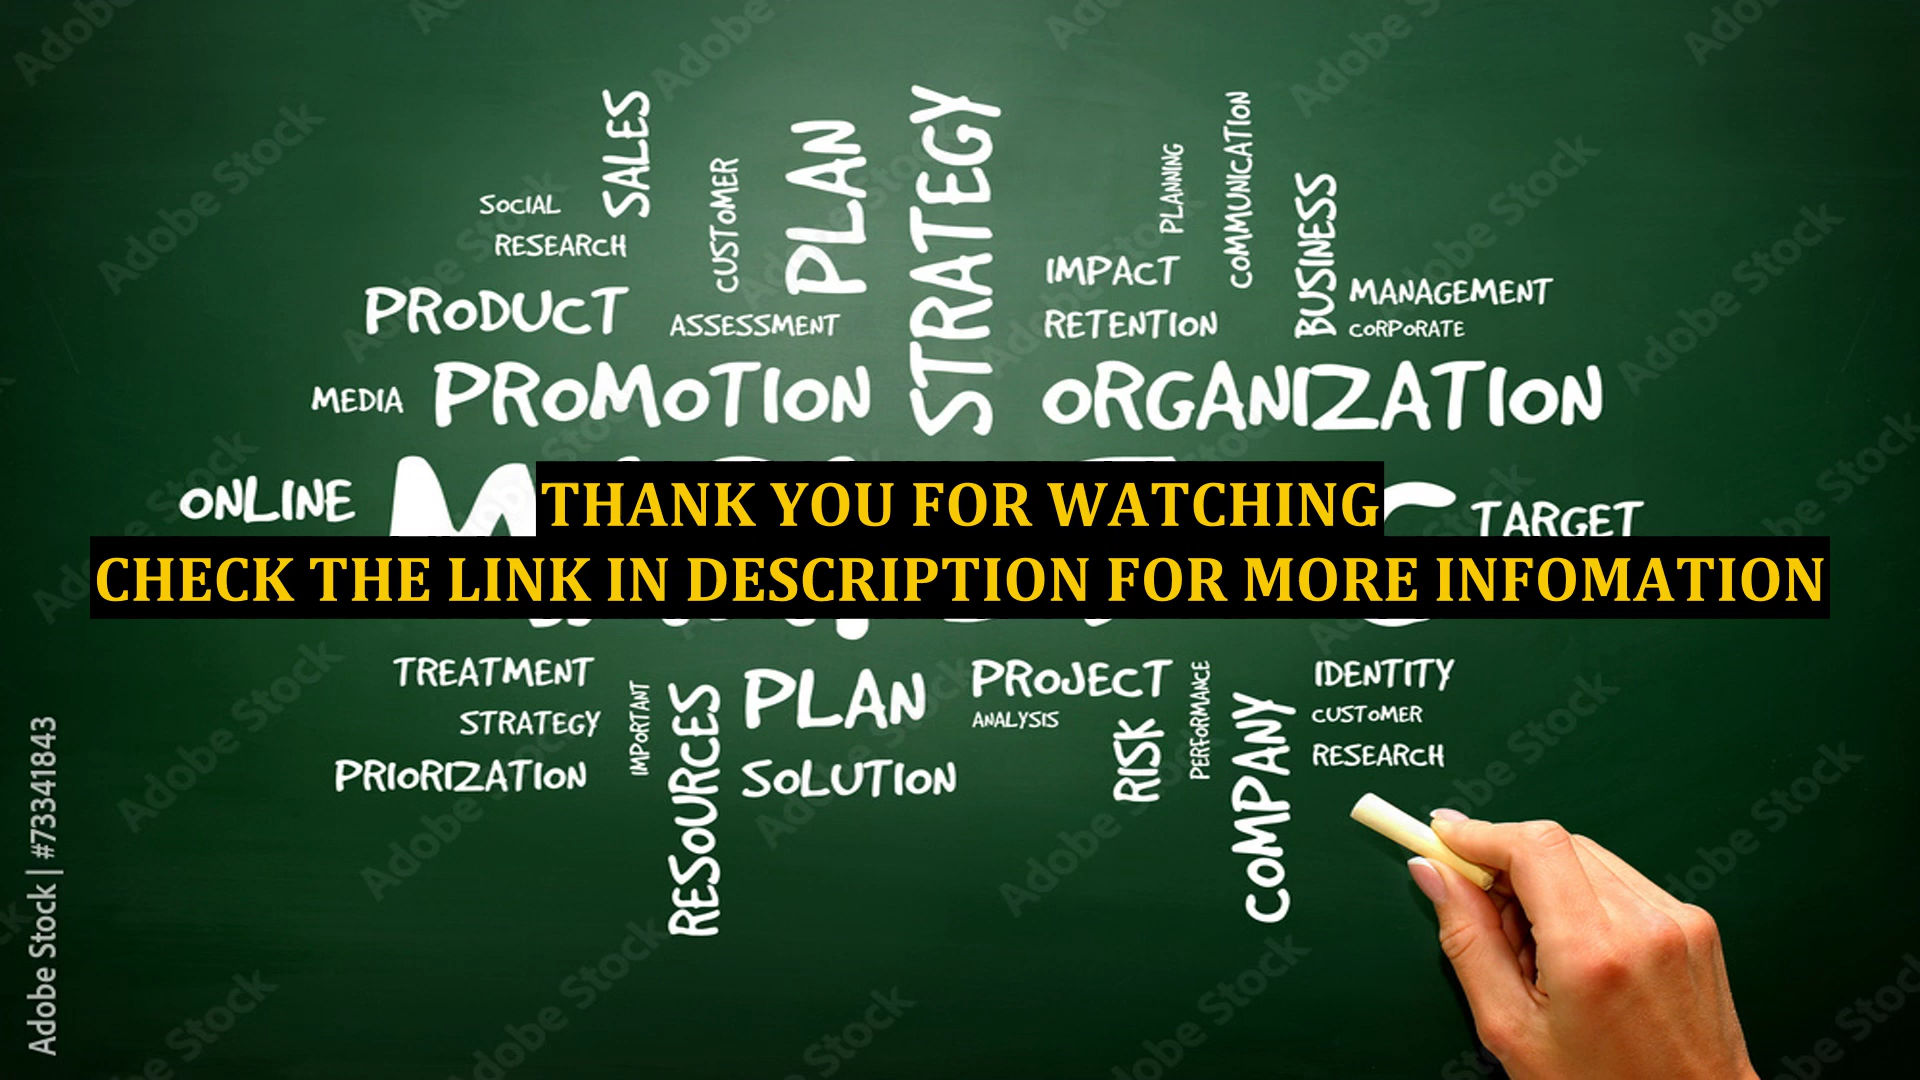 SALES
SOCIAL
RESEARCH
CUSTOMER
PLAN
STRATEGY
PLANNING
COMMUNICATION
BUSINESS
IMPACT
RETENTION
MANAGEMENT
CORPORATE
PRODUCT
ASSESSMENT
MEDIA
PROMOTION
ORGANIZATION
ONLINE
TARGET
THANK YOU FOR WATCHING
CHECK THE LINK IN DESCRIPTION FOR MORE INFOMATION
TREATMENT
STRATEGY
PRIORIZATION
IMPORTANT
RESOURCES
PLAN
SOLUTION
PROJECT
ANALYSIS
RISK
PERFORMANCE
COMPANY
IDENTITY
CUSTOMER
RESEARCH
Adobe Stock | #73341843